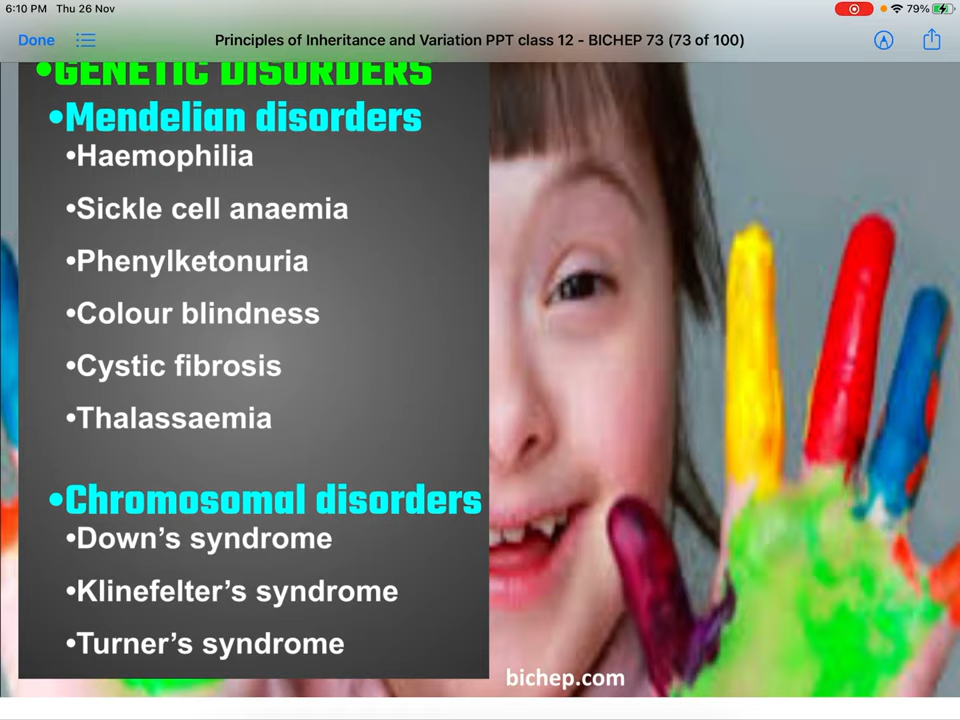 6:10 PM Thu 26 Nov
79%
Done
Principles of Inheritance and Variation PPT class 12 - BICHEP 73 (73 of 100)
•GENETIC DISORDERS
•Mendelian disorders
•Haemophilia
•Sickle cell anaemia
•Phenylketonuria
•Colour blindness
•Cystic fibrosis
•Thalassaemia
•Chromosomal disorders
•Down’s syndrome
•Klinefelter’s syndrome
•Turner’s syndrome
bichep.com